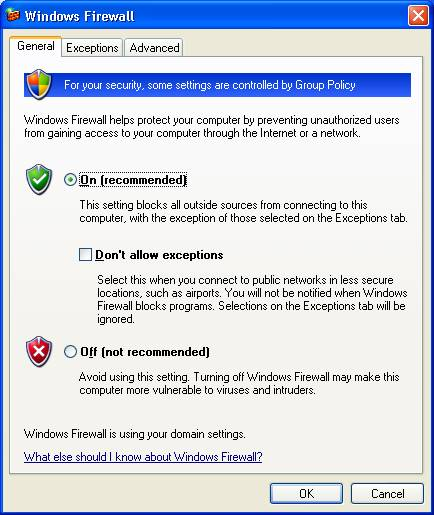 Windows Firewall
General
Exceptions
Advanced
For your security, some settings are controlled by Group Policy
Windows Firewall helps protect your computer by preventing unauthorized users
from gaining access to your computer through the Internet or a network.
On (recommended)
This setting blocks all outside sources from connecting to this
computer, with the exception of those selected on the Exceptions tab.
Don't allow exceptions
Select this when you connect to public networks in less secure
locations, such as airports. You will not be notified when Windows
Firewall blocks programs. Selections on the Exceptions tab will be
ignored.
Off (not recommended)
Avoid using this setting. Turning off Windows Firewall may make this
computer more vulnerable to viruses and intruders.
Windows Firewall is using your domain settings.
What else should I know about Windows Firewall?
OK
Cancel